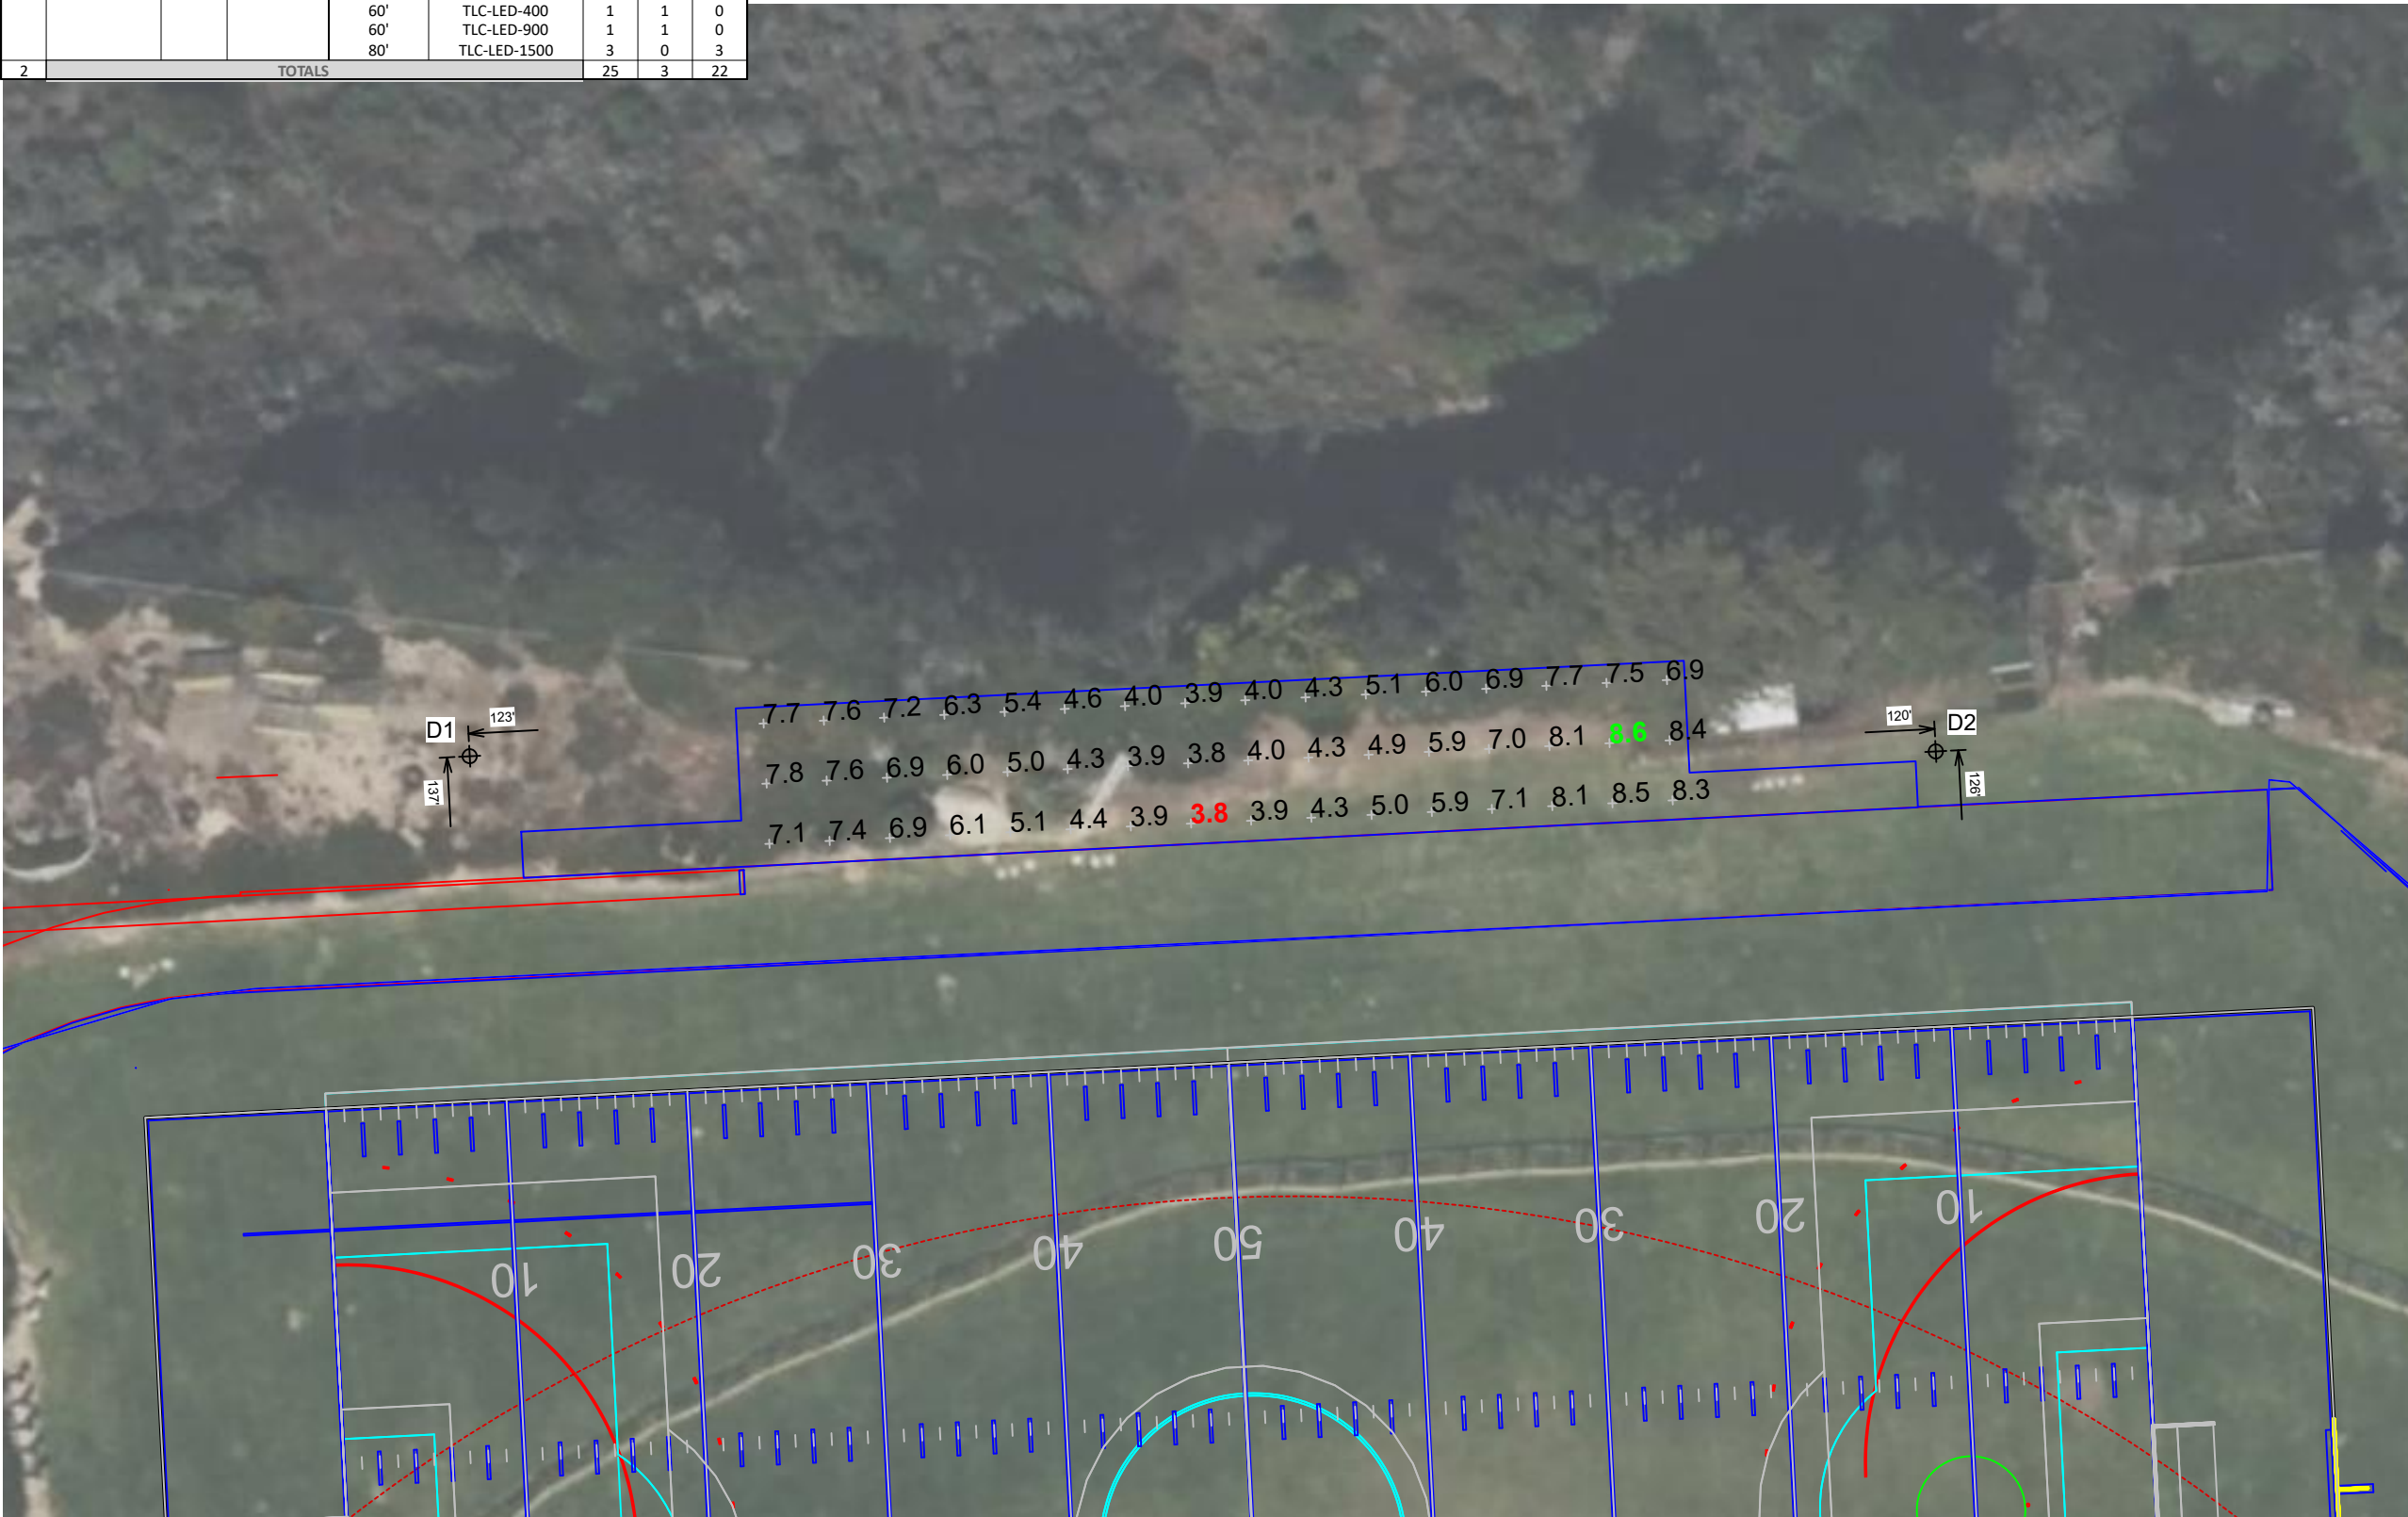 60' TLC-LED-400 1 1 0
60' TLC-LED-900 1 1 0
80' TLC-LED-1500 3 0 3
2 TOTALS 25 3 22
7.7 7.6 7.2 6.3 5.4 4.6 4.0 3.9 4.0 4.3 5.1 6.0 6.9 7.7 7.5 6.9
D1 123'
120' D2
7.8 7.6 6.9 6.0 5.0 4.3 3.9 3.8 4.0 4.3 4.9 5.9 7.0 8.1 8.6 8.4
137'
126'
7.1 7.4 6.9 6.1 5.1 4.4 3.9 3.8 3.9 4.3 5.0 5.9 7.1 8.1 8.5 8.3
10 20 30 40 50 40 30 20 10